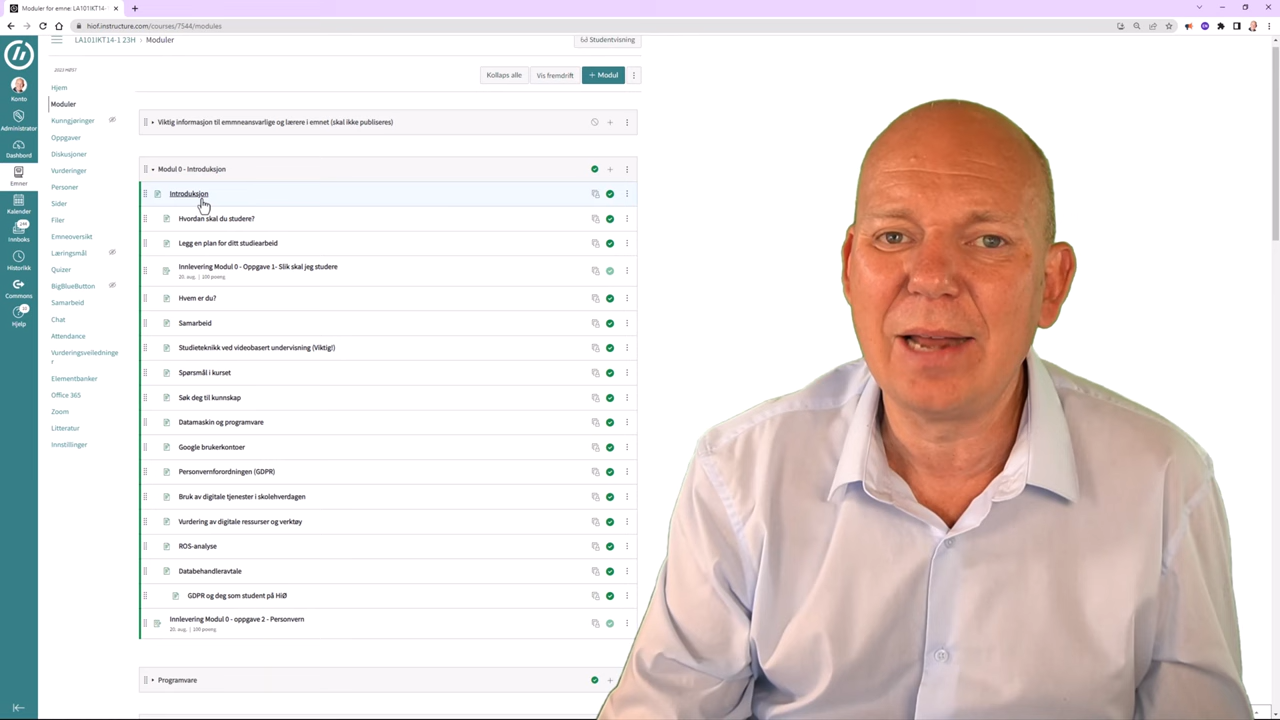 Moduler for emne: LA101IKT14-
hiof.instructure.com/courses/7544/modules
LA101IKT14-1 23H > Moduler
Studentvisning
2023 HØST
Kollaps alle
Vis fremdrift
+ Modul
Konto
Administrator
Dashbord
Emner
Kalender
244
Innboks
Historikk
Commons
Hjelp
Hjem
Moduler
Kunngjøringer
Oppgaver
Diskusjoner
Vurderinger
Personer
Sider
Filer
Emneoversikt
Læringsmål
Quizer
BigBlueButton
Samarbeid
Chat
Attendance
Vurderingsveiledninge
r
Elementbanker
Office 365
Zoom
Litteratur
Innstillinger
Viktig informasjon til emmneansvarlige og lærere i emnet (skal ikke publiseres)
Modul 0 - Introduksjon
Introduksjon
Hvordan skal du studere?
Legg en plan for ditt studiearbeid
Innlevering Modul 0 - Oppgave 1- Slik skal jeg studere
20. aug. | 100 poeng
Hvem er du?
Samarbeid
Studieteknikk ved videobasert undervisning (Viktig!)
Spørsmål i kurset
Søk deg til kunnskap
Datamaskin og programvare
Google brukerkontoer
Personvernforordningen (GDPR)
Bruk av digitale tjenester i skolehverdagen
Vurdering av digitale ressurser og verktøy
ROS-analyse
Databehandleravtale
GDPR og deg som student på HiØ
Innlevering Modul 0 - oppgave 2 - Personvern
20. aug. | 100 poeng
Programvare